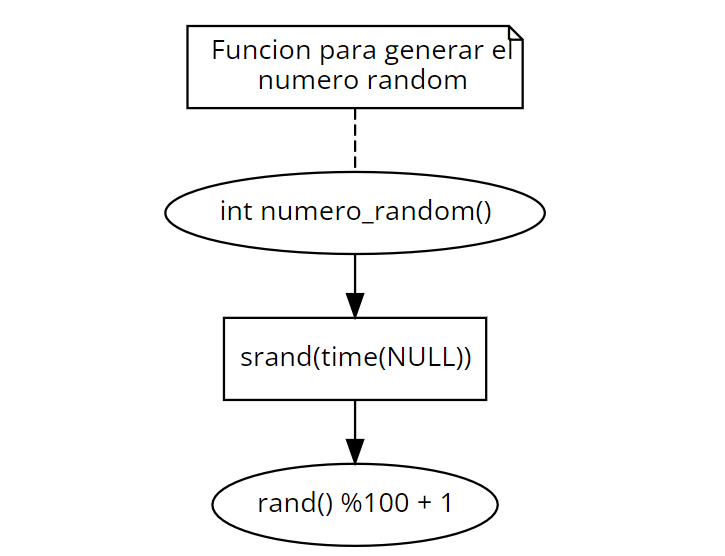 Funcion para generar el
numero random
int numero_random()
srand(time(NULL))
rand() %100 + 1